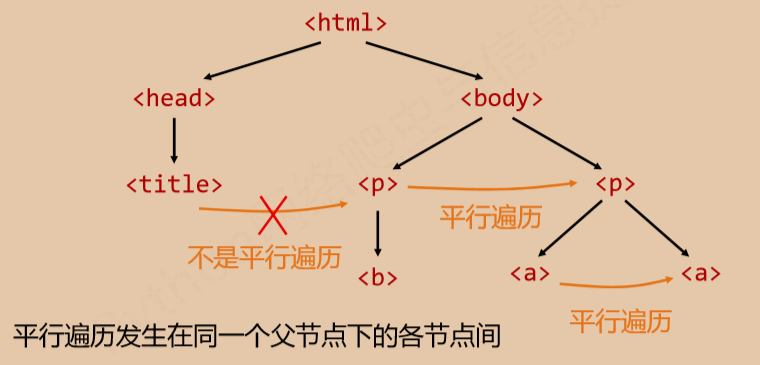 <html>
<head>
<body>
<title>
<p>
<p>
平行遍历
不是平行遍历
<b>
<a>
<a>
平行遍历
平行遍历发生在同一个父节点下的各节点间